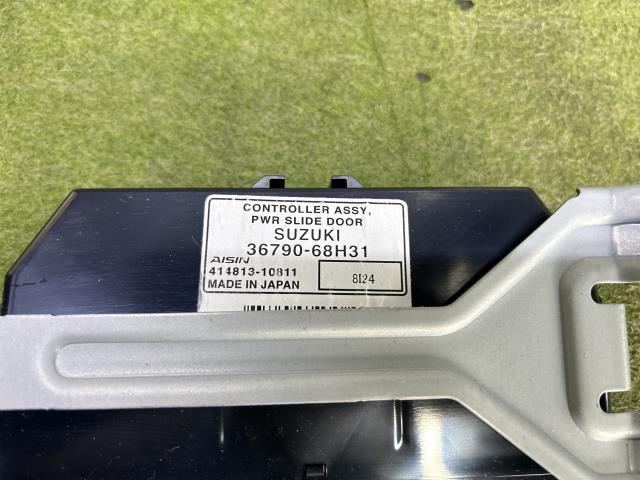 CONTROLLER ASSY,
PWR SLIDE DOOR
SUZUKI
36790-68H31
AISIN
414813-10811
MADE IN JAPAN
8I24